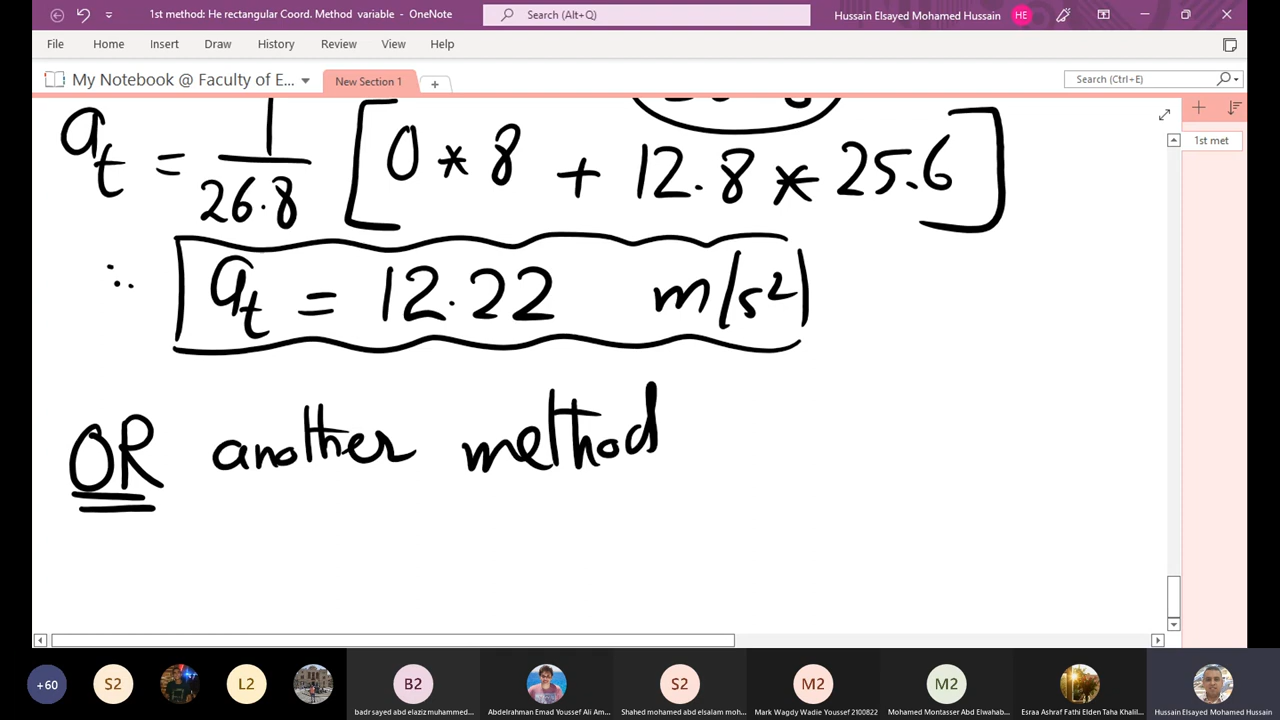 1st method: He rectangular Coord. Method variable - OneNote
Search (Alt+Q)
Hussain Elsayed Mohamed Hussain
HE
File Home Insert Draw History Review View Help
My Notebook @ Faculty of E...
New Section 1
Search (Ctrl+E)
1st met
at = 1/26.8 [0 * 8 + 12.8 * 25.6]
∴ at = 12.22 m/s²
OR another method
+60
S2
L2
B2
S2
M2
M2
badr sayed abd elaziz muhammed...
Abdelrahman Emad Youssef Ali Am...
Shahed mohamed abd elsalam moh...
Mark Wagdy Wadie Youssef 2100822
Mohamed Montasser Abd Elwahab...
Esraa Ashraf Fathi Elden Taha Khalil...
Hussain Elsayed Mohamed Hussain